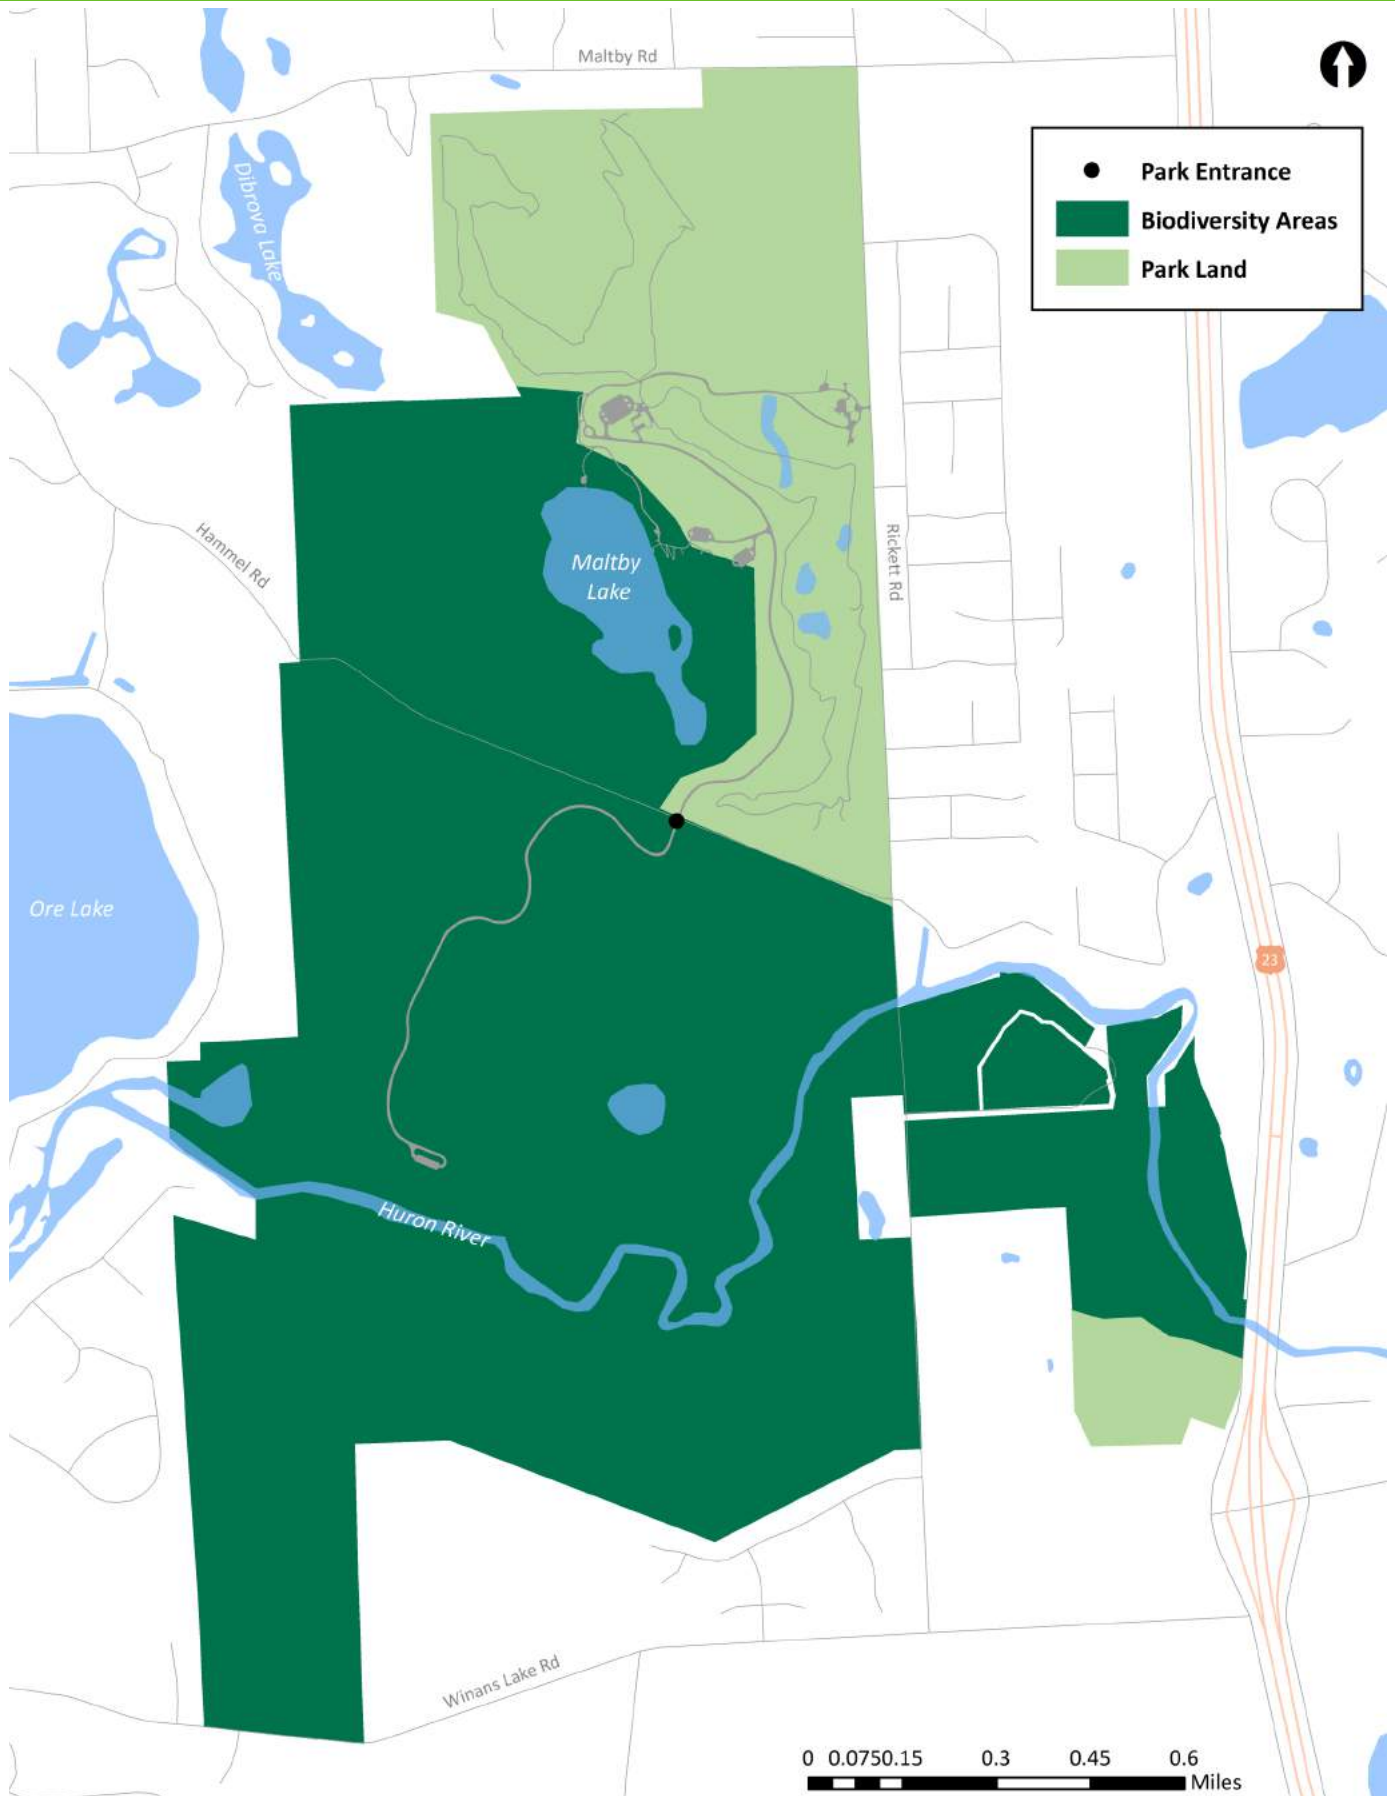 Maltby Rd
Park Entrance
Biodiversity Areas
Park Land
Dibrova Lake
Hammel Rd
Maltby
Lake
Rickett Rd
Ore Lake
23
Huron River
Winans Lake Rd
0 0.0750.15 0.3 0.45 0.6
Miles